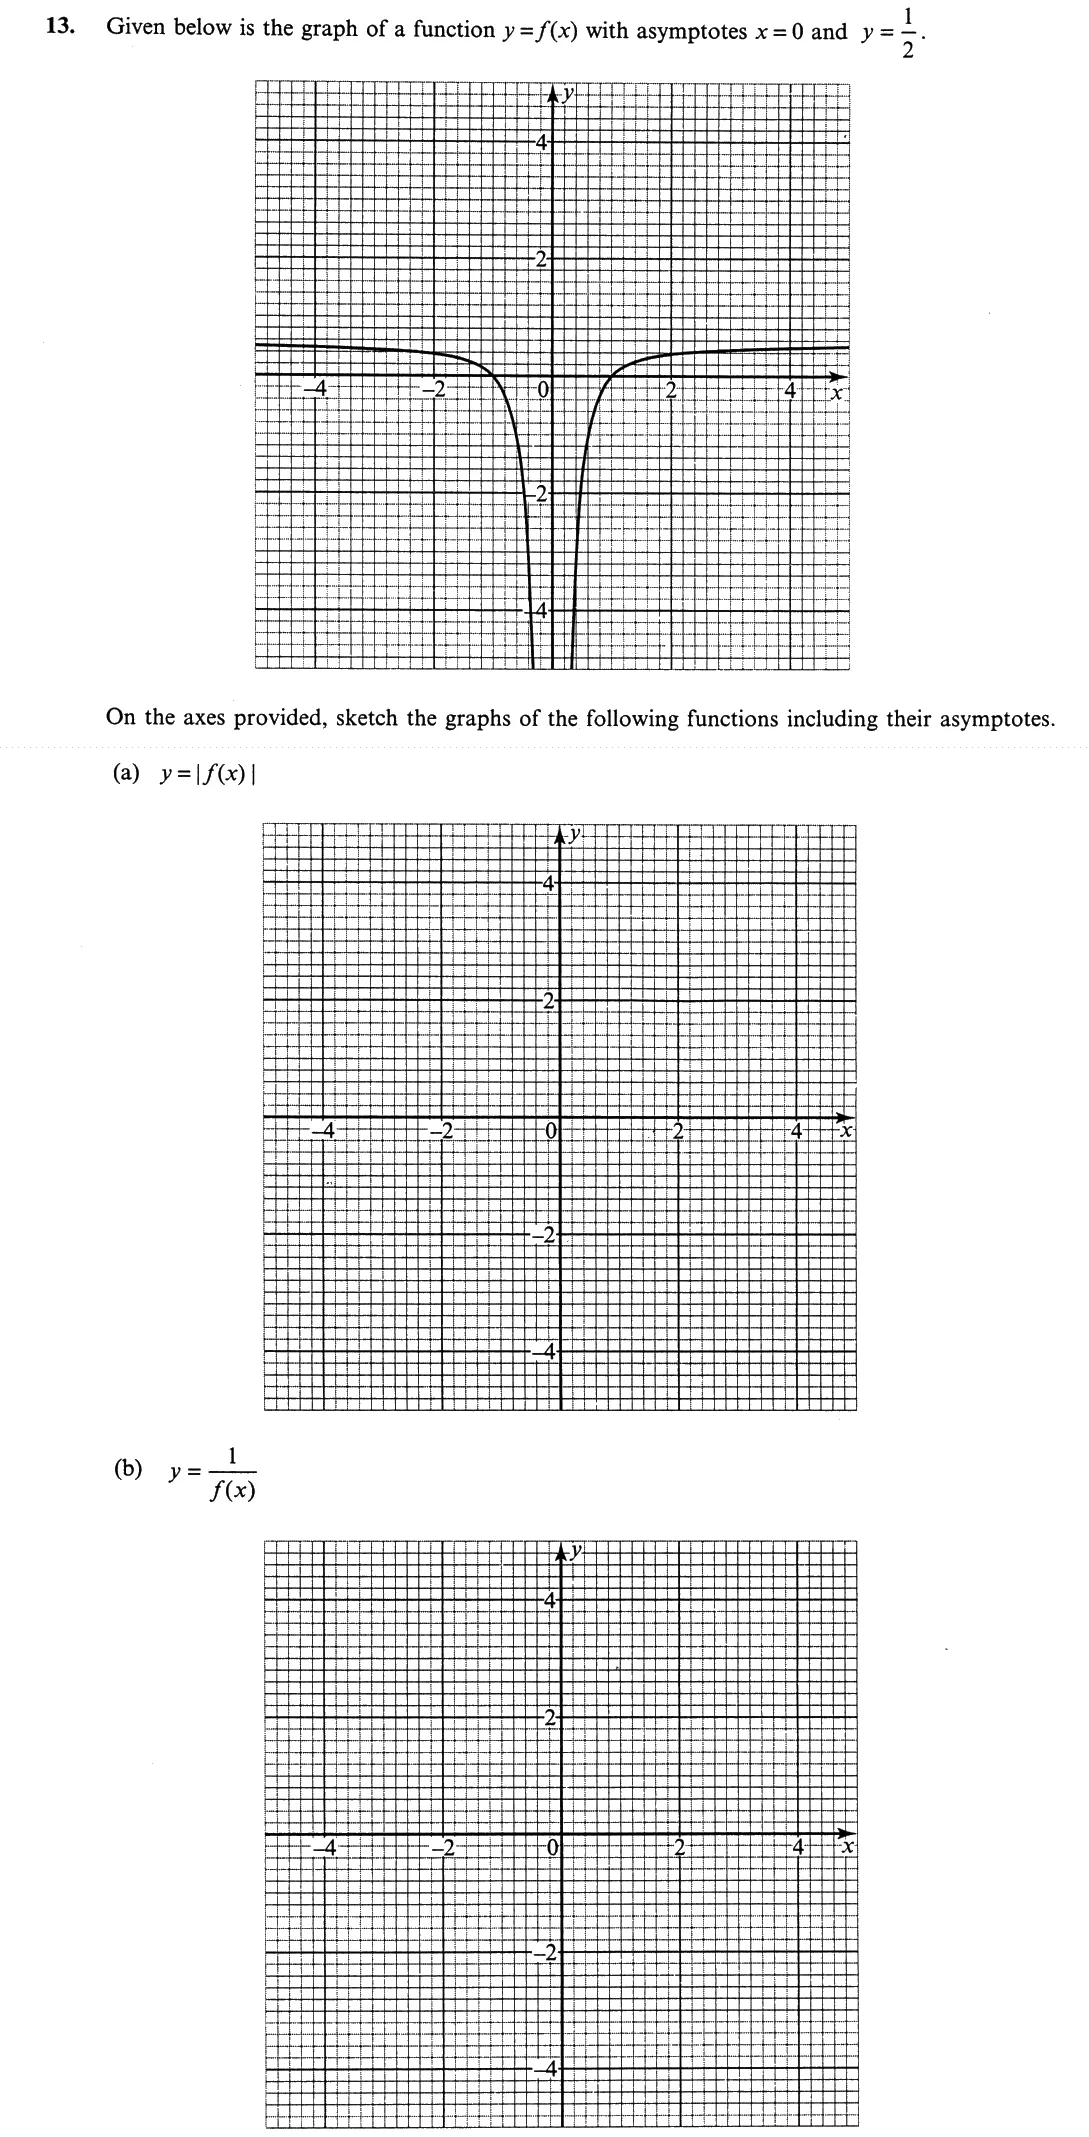 13. Given below is the graph of a function y = f(x) with asymptotes x = 0 and y = 1/2.
y
4
2
–4 –2 0 2 4 x
–2
–4
On the axes provided, sketch the graphs of the following functions including their asymptotes.
(a) y = | f(x) |
y
4
2
–4 –2 0 2 4 x
–2
–4
(b) y = 1/f(x)
y
4
2
–4 –2 0 2 4 x
–2
–4